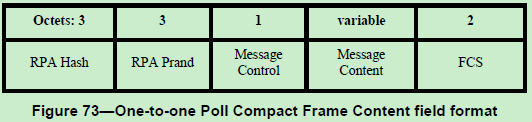 Octets: 3 3 1 variable 2
RPA Hash RPA Prand Message Control Message Content FCS
Figure 73—One-to-one Poll Compact Frame Content field format